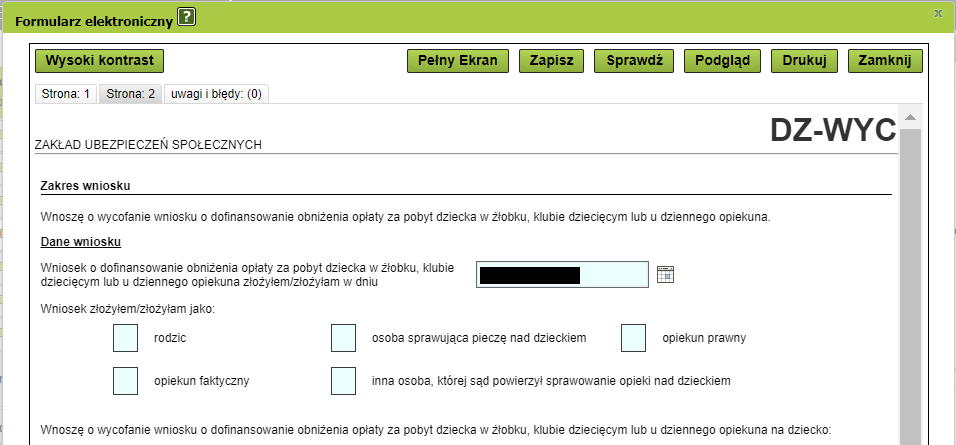 Formularz elektroniczny ?
x
Wysoki kontrast Pełny Ekran Zapisz Sprawdź Podgląd Drukuj Zamknij
Strona: 1 Strona: 2 uwagi i błędy: (0)
DZ-WYC
ZAKŁAD UBEZPIECZEŃ SPOŁECZNYCH
Zakres wniosku
Wnoszę o wycofanie wniosku o dofinansowanie obniżenia opłaty za pobyt dziecka w żłobku, klubie dziecięcym lub u dziennego opiekuna.
Dane wniosku
Wniosek o dofinansowanie obniżenia opłaty za pobyt dziecka w żłobku, klubie
dziecięcym lub u dziennego opiekuna złożyłem/złożyłam w dniu
Wniosek złożyłem/złożyłam jako:
rodzic osoba sprawująca pieczę nad dzieckiem opiekun prawny
opiekun faktyczny inna osoba, której sąd powierzył sprawowanie opieki nad dzieckiem
Wnoszę o wycofanie wniosku o dofinansowanie obniżenia opłaty za pobyt dziecka w żłobku, klubie dziecięcym lub u dziennego opiekuna na dziecko: